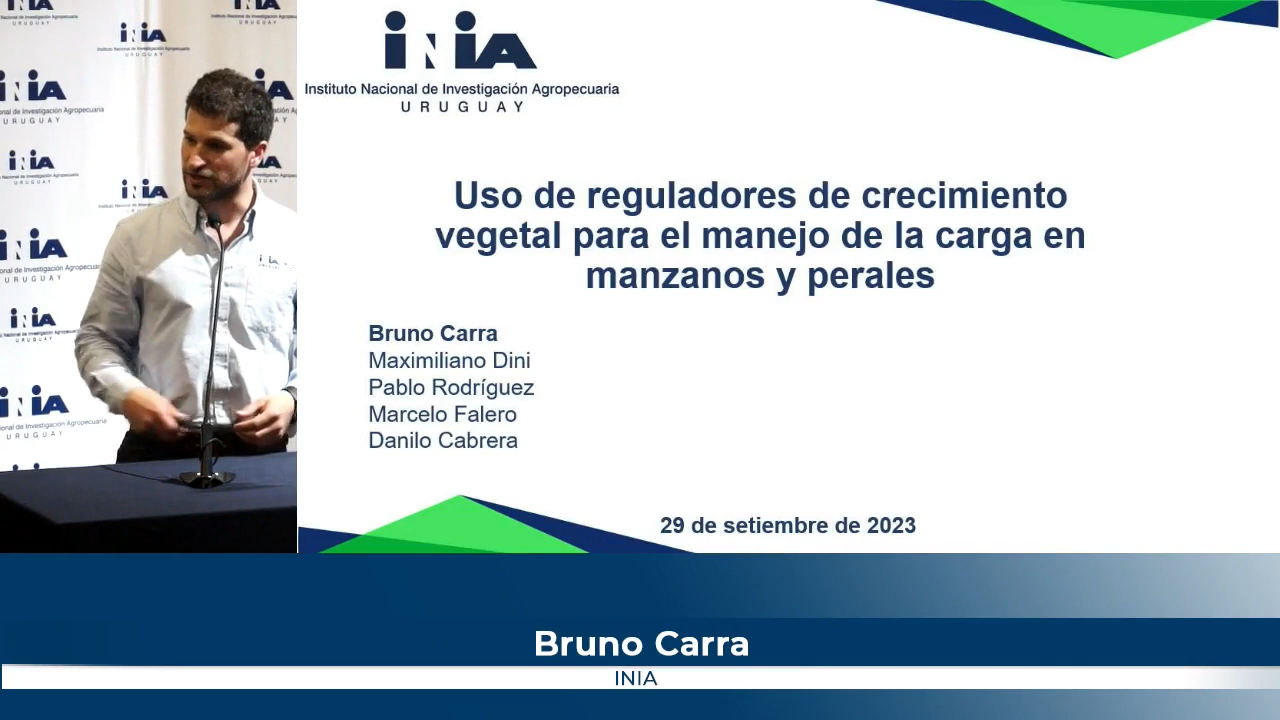 INIA
Instituto Nacional de Investigación Agropecuaria
URUGUAY
Uso de reguladores de crecimiento
vegetal para el manejo de la carga en
manzanos y perales
Bruno Carra
Maximiliano Dini
Pablo Rodríguez
Marcelo Falero
Danilo Cabrera
29 de setiembre de 2023
Bruno Carra
INIA